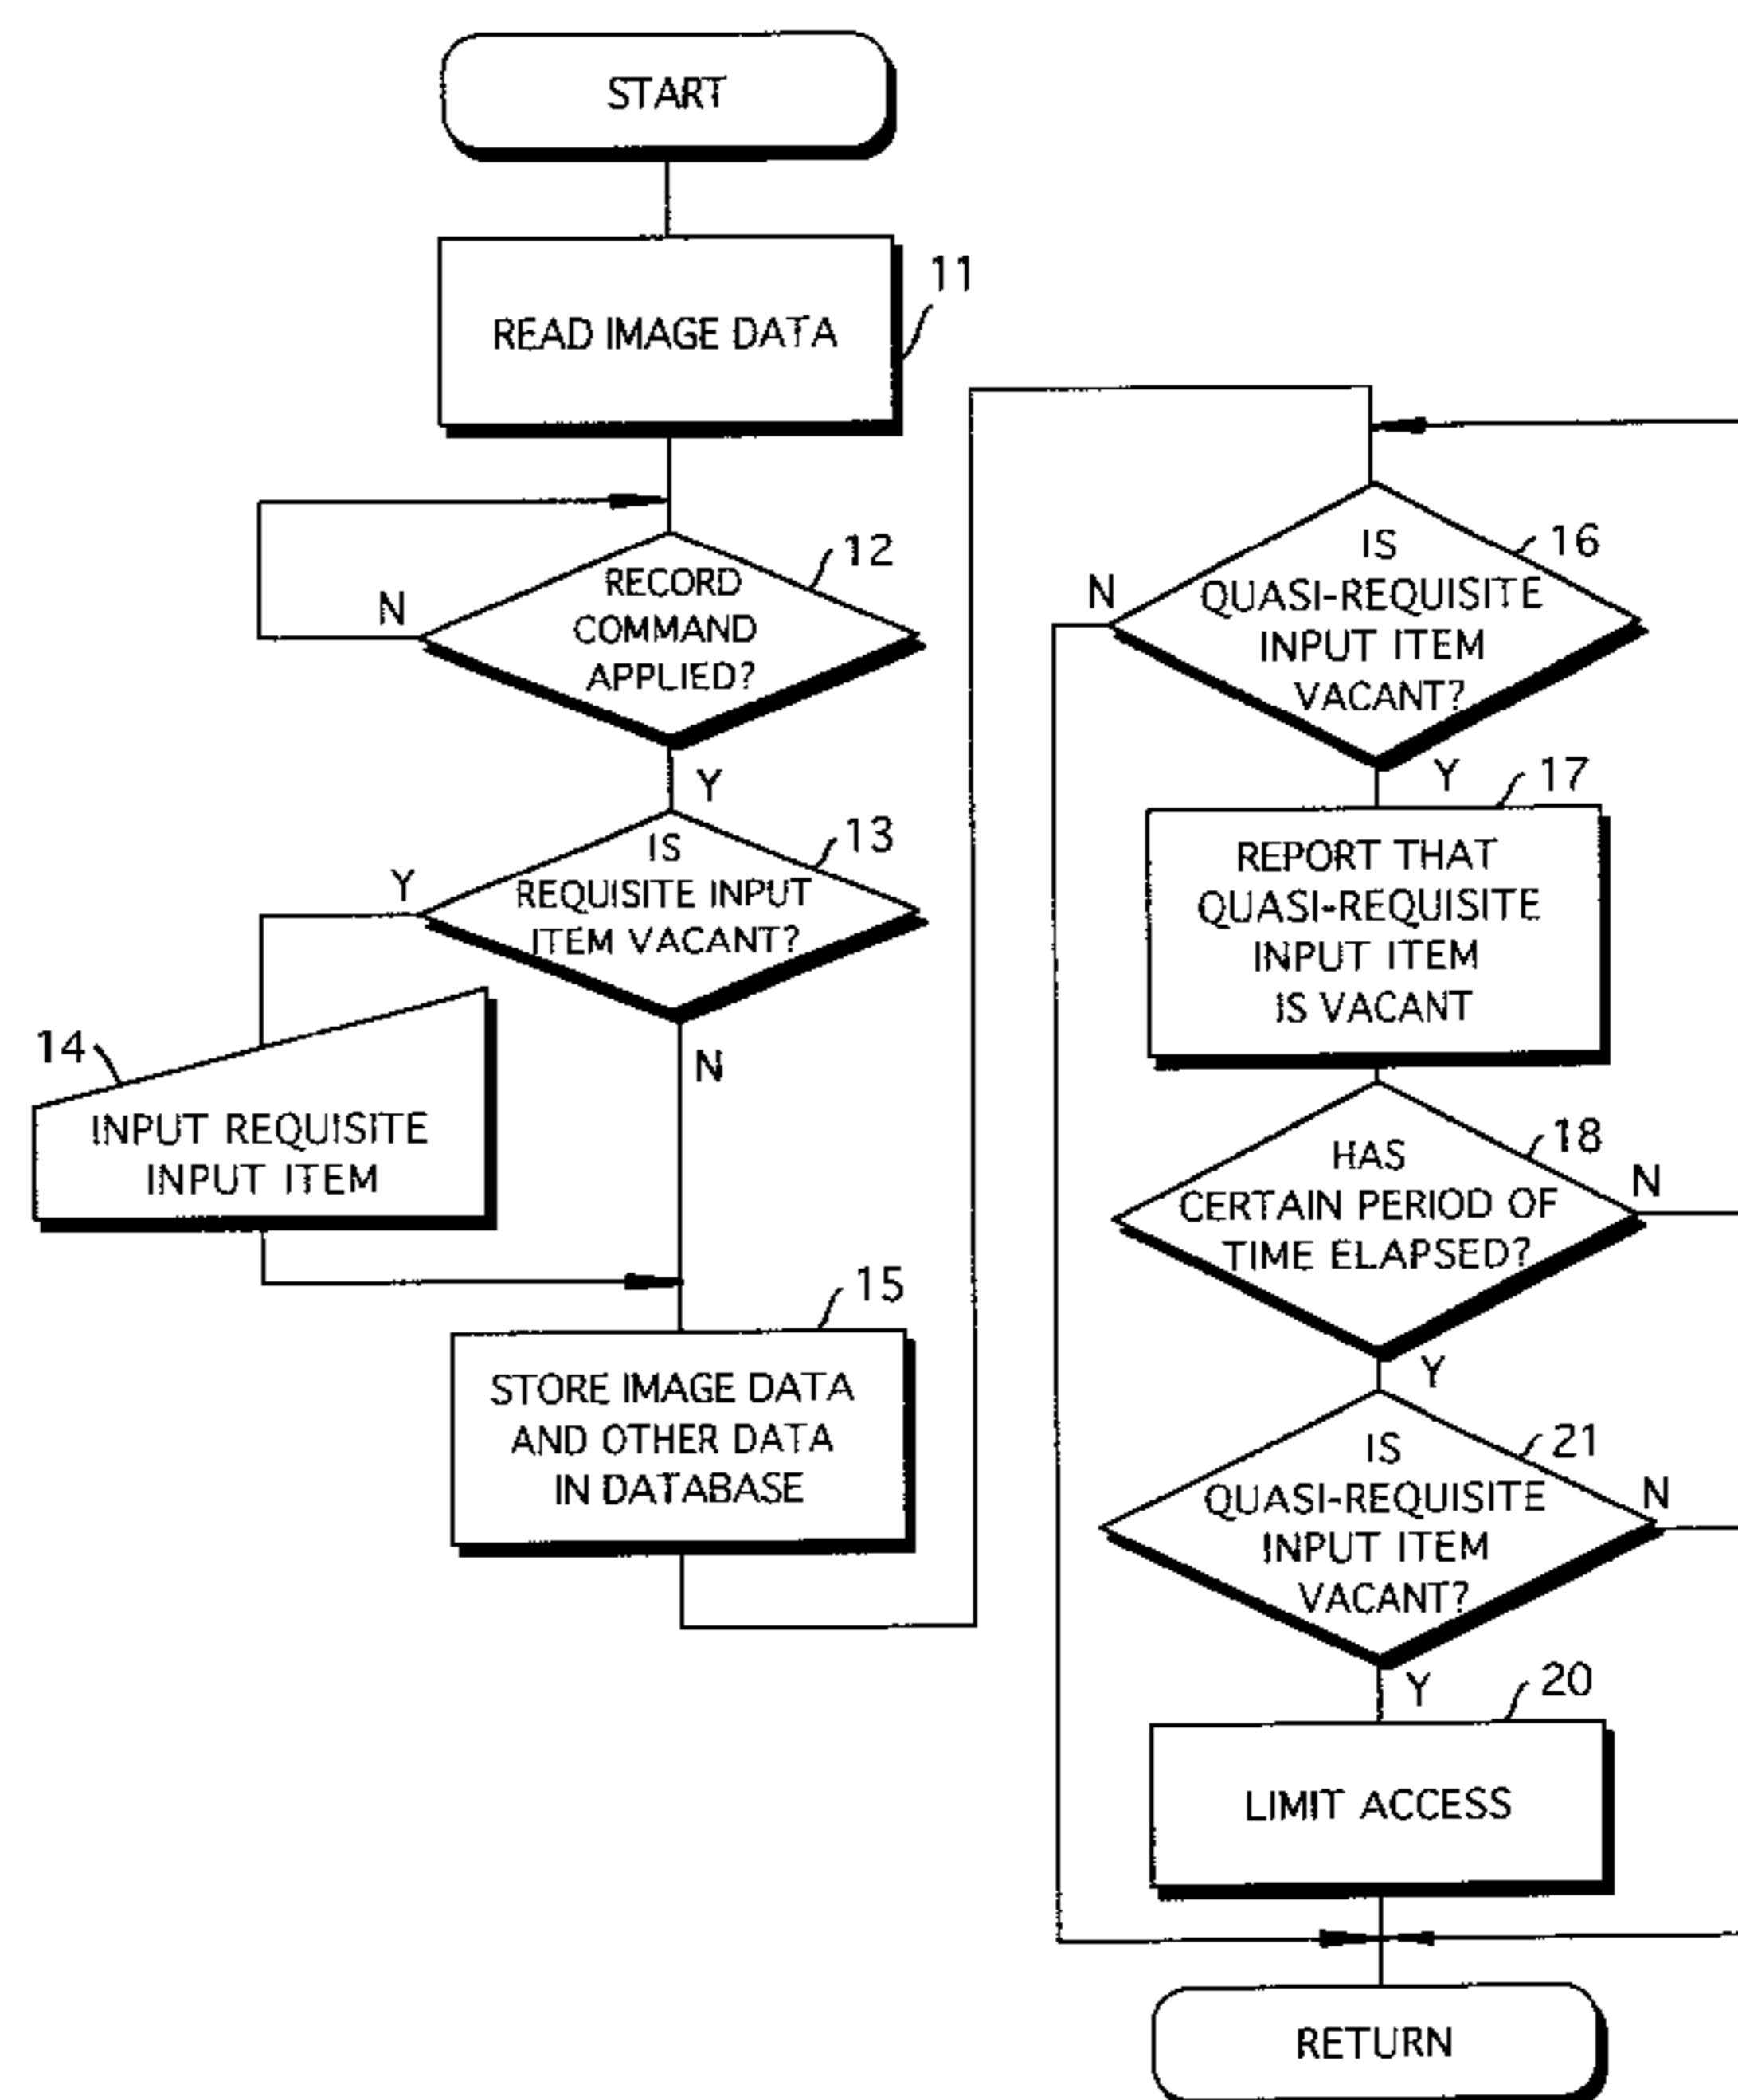 START
READ IMAGE DATA
11
12
RECORD
COMMAND
APPLIED?
N
Y
13
IS
REQUISITE INPUT
ITEM VACANT?
Y
N
14
INPUT REQUISITE
INPUT ITEM
15
STORE IMAGE DATA
AND OTHER DATA
IN DATABASE
16
IS
QUASI-REQUISITE
INPUT ITEM
VACANT?
N
Y
17
REPORT THAT
QUASI-REQUISITE
INPUT ITEM
IS VACANT
18
HAS
CERTAIN PERIOD OF
TIME ELAPSED?
N
Y
21
IS
QUASI-REQUISITE
INPUT ITEM
VACANT?
N
Y
20
LIMIT ACCESS
RETURN